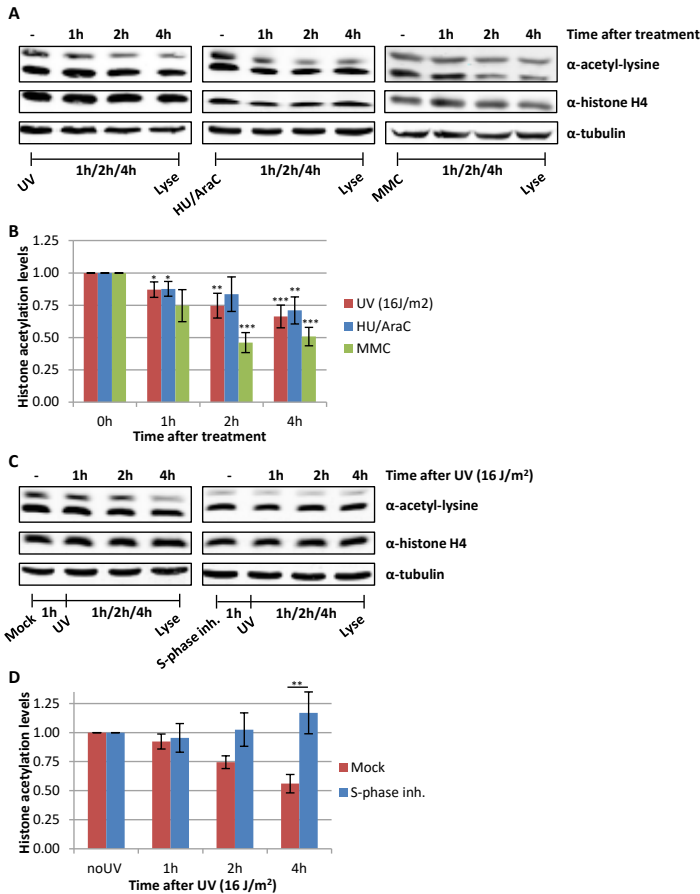 A
- 1h 2h 4h - 1h 2h 4h - 1h 2h 4h Time after treatment
α-acetyl-lysine
α-histone H4
α-tubulin
1h/2h/4h 1h/2h/4h 1h/2h/4h
UV Lyse HU/AraC Lyse MMC Lyse
B
Histone acetylation levels
1.25
1.00
0.75
0.50
0.25
0.00
* *
** ***
*** ** ***
UV (16J/m2)
HU/AraC
MMC
0h 1h 2h 4h
Time after treatment
C
- 1h 2h 4h - 1h 2h 4h Time after UV (16 J/m²)
α-acetyl-lysine
α-histone H4
α-tubulin
1h 1h/2h/4h 1h 1h/2h/4h
Mock UV Lyse S-phase inh. UV Lyse
D
Histone acetylation levels
1.25
1.00
0.75
0.50
0.25
0.00
**
Mock
S-phase inh.
noUV 1h 2h 4h
Time after UV (16 J/m²)